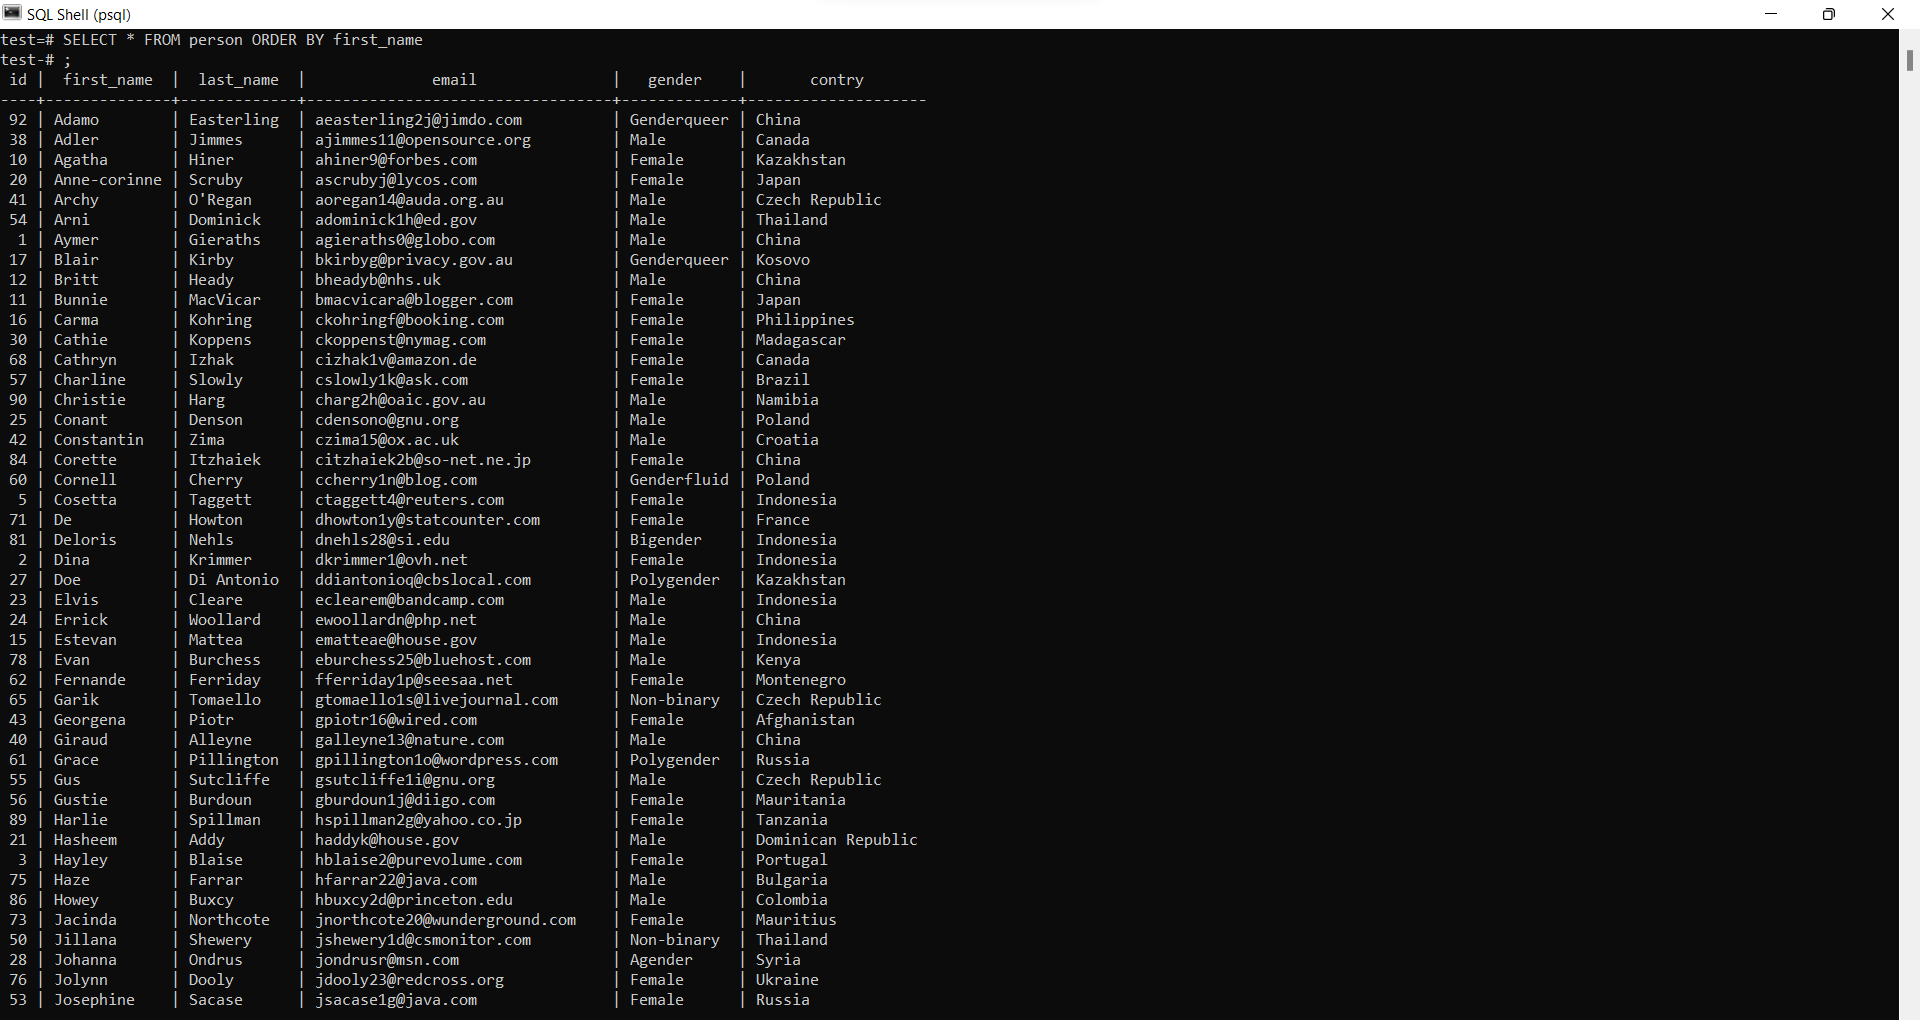 SQL Shell (psql)
test=# SELECT * FROM person ORDER BY first_name
test-# ;
 id |  first_name  |  last_name  |              email               |   gender    |       contry
----+--------------+-------------+----------------------------------+-------------+--------------------
 92 | Adamo        | Easterling  | aeasterling2j@jimdo.com          | Genderqueer | China
 38 | Adler        | Jimmes      | ajimmes11@opensource.org         | Male        | Canada
 10 | Agatha       | Hiner       | ahiner9@forbes.com               | Female      | Kazakhstan
 20 | Anne-corinne | Scruby      | ascrubyj@lycos.com               | Female      | Japan
 41 | Archy        | O'Regan     | aoregan14@auda.org.au            | Male        | Czech Republic
 54 | Arni         | Dominick    | adominick1h@ed.gov               | Male        | Thailand
  1 | Aymer        | Gieraths    | agieraths0@globo.com             | Male        | China
 17 | Blair        | Kirby       | bkirbyg@privacy.gov.au           | Genderqueer | Kosovo
 12 | Britt        | Heady       | bheadyb@nhs.uk                   | Male        | China
 11 | Bunnie       | MacVicar    | bmacvicara@blogger.com           | Female      | Japan
 16 | Carma        | Kohring     | ckohringf@booking.com            | Female      | Philippines
 30 | Cathie       | Koppens     | ckoppenst@nymag.com              | Female      | Madagascar
 68 | Cathryn      | Izhak       | cizhak1v@amazon.de               | Female      | Canada
 57 | Charline     | Slowly      | cslowly1k@ask.com                | Female      | Brazil
 90 | Christie     | Harg        | charg2h@oaic.gov.au              | Male        | Namibia
 25 | Conant       | Denson      | cdensono@gnu.org                 | Male        | Poland
 42 | Constantin   | Zima        | czima15@ox.ac.uk                 | Male        | Croatia
 84 | Corette      | Itzhaiek    | citzhaiek2b@so-net.ne.jp         | Female      | China
 60 | Cornell      | Cherry      | ccherry1n@blog.com               | Genderfluid | Poland
  5 | Cosetta      | Taggett     | ctaggett4@reuters.com            | Female      | Indonesia
 71 | De           | Howton      | dhowton1y@statcounter.com        | Female      | France
 81 | Deloris      | Nehls       | dnehls28@si.edu                  | Bigender    | Indonesia
  2 | Dina         | Krimmer     | dkrimmer1@ovh.net                | Female      | Indonesia
 27 | Doe          | Di Antonio  | ddiantonioq@cbslocal.com         | Polygender  | Kazakhstan
 23 | Elvis        | Cleare      | eclearem@bandcamp.com            | Male        | Indonesia
 24 | Errick       | Woollard    | ewoollardn@php.net               | Male        | China
 15 | Estevan      | Mattea      | ematteae@house.gov               | Male        | Indonesia
 78 | Evan         | Burchess    | eburchess25@bluehost.com         | Male        | Kenya
 62 | Fernande     | Ferriday    | fferriday1p@seesaa.net           | Female      | Montenegro
 65 | Garik        | Tomaello    | gtomaello1s@livejournal.com      | Non-binary  | Czech Republic
 43 | Georgena     | Piotr       | gpiotr16@wired.com               | Female      | Afghanistan
 40 | Giraud       | Alleyne     | galleyne13@nature.com            | Male        | China
 61 | Grace        | Pillington  | gpillington1o@wordpress.com      | Polygender  | Russia
 55 | Gus          | Sutcliffe   | gsutcliffe1i@gnu.org             | Male        | Czech Republic
 56 | Gustie       | Burdoun     | gburdoun1j@diigo.com             | Female      | Mauritania
 89 | Harlie       | Spillman    | hspillman2g@yahoo.co.jp          | Female      | Tanzania
 21 | Hasheem      | Addy        | haddyk@house.gov                 | Male        | Dominican Republic
  3 | Hayley       | Blaise      | hblaise2@purevolume.com          | Female      | Portugal
 75 | Haze         | Farrar      | hfarrar22@java.com               | Male        | Bulgaria
 86 | Howey        | Buxcy       | hbuxcy2d@princeton.edu           | Male        | Colombia
 73 | Jacinda      | Northcote   | jnorthcote20@wunderground.com    | Female      | Mauritius
 50 | Jillana      | Shewery     | jshewery1d@csmonitor.com         | Non-binary  | Thailand
 28 | Johanna      | Ondrus      | jondrusr@msn.com                 | Agender     | Syria
 76 | Jolynn       | Dooly       | jdooly23@redcross.org            | Female      | Ukraine
 53 | Josephine    | Sacase      | jsacase1g@java.com               | Female      | Russia